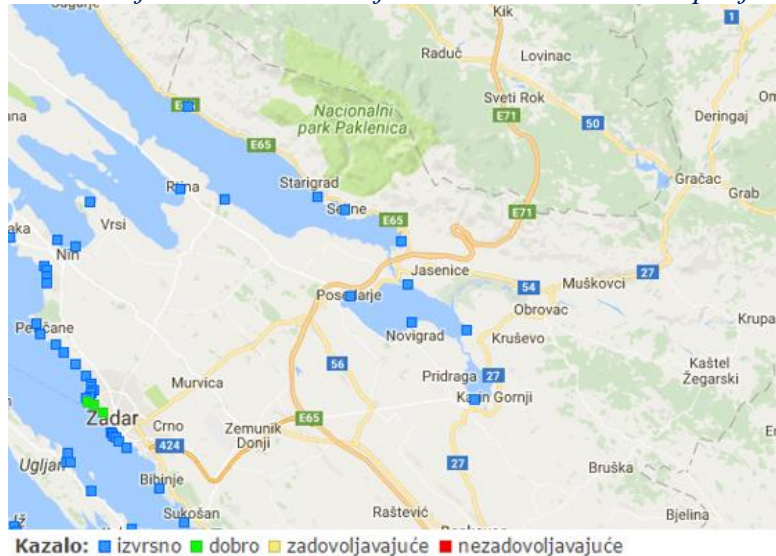 Kik
1
Raduč
Lovinac
Sveti Rok
Nacionalni
park Paklenica
E71
50
Deringaj
E65
Starigrad
Gračac
Grab
Rtina
Seline
E65
E71
Vrsi
Nin
Jasenice
27
Posedarje
54
Muškovci
Obrovac
Novigrad
Kruševo
Krupa
Petrčane
56
Pridraga
27
Kaštel
Žegarski
Murvica
Karin Gornji
Zadar
Crno
E65
Zemunik
Donji
424
27
Ugljan
Bibinje
Bruška
Sukošan
Raštević
Bjelina
Kazalo: izvrsno dobro zadovoljavajuće nezadovoljavajuće